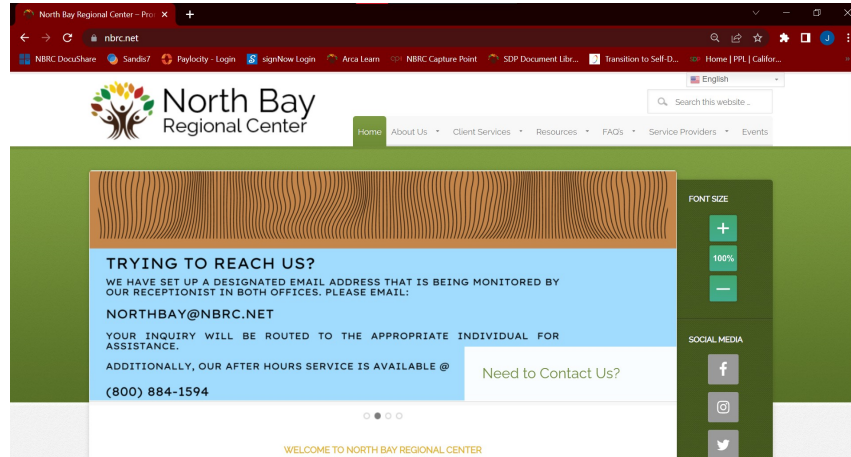 North Bay Regional Center – Pro
nbrc.net
J
NBRC DocuShare Sandis7 Paylocity - Login signNow Login Arca Learn NBRC Capture Point SDP Document Libr... Transition to Self-D... Home | PPL | Califor...
English
North Bay
Regional Center
Search this website ..
Home About Us Client Services Resources FAQ's Service Providers Events
TRYING TO REACH US?
WE HAVE SET UP A DESIGNATED EMAIL ADDRESS THAT IS BEING MONITORED BY
OUR RECEPTIONIST IN BOTH OFFICES. PLEASE EMAIL:
NORTHBAY@NBRC.NET
YOUR INQUIRY WILL BE ROUTED TO THE APPROPRIATE INDIVIDUAL FOR
ASSISTANCE.
ADDITIONALLY, OUR AFTER HOURS SERVICE IS AVAILABLE @
(800) 884-1594
Need to Contact Us?
FONT SIZE
+
100%
—
SOCIAL MEDIA
WELCOME TO NORTH BAY REGIONAL CENTER